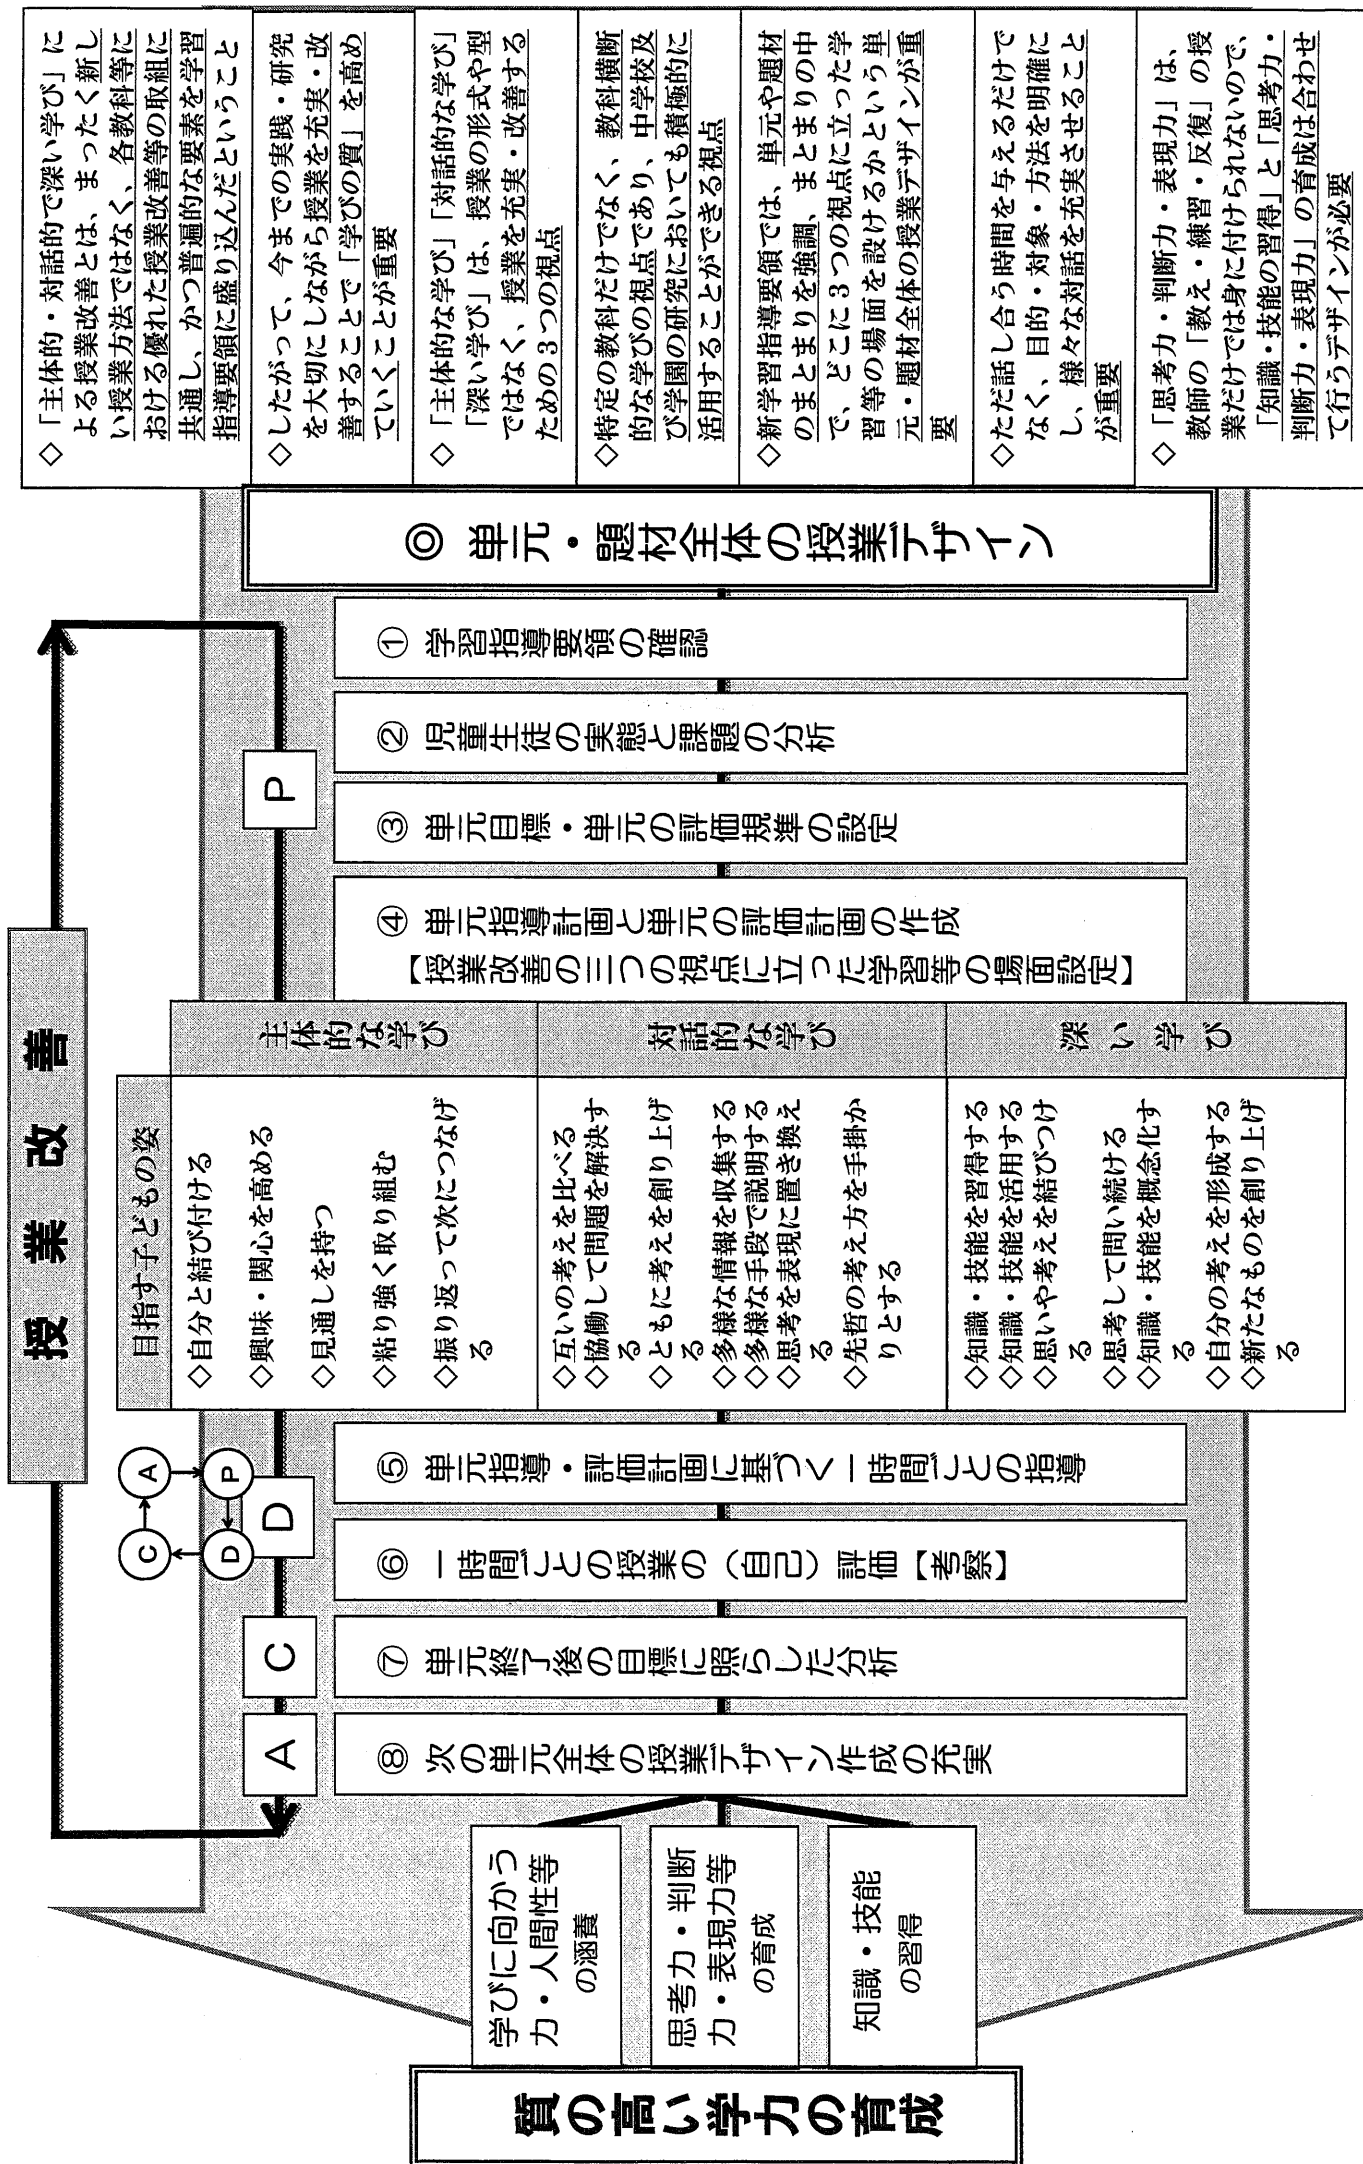 授業改善
質の高い学力の育成
学びに向かう
力・人間性等
の涵養
思考力・判断
力・表現力等
の育成
知識・技能
の習得
A
C
D
P
C
A
D
P
⑧ 次の単元全体の授業デザイン作成の充実
⑦ 単元終了後の目標に照らした分析
⑥ 一時間ごとの授業の（自己）評価【考察】
⑤ 単元指導・評価計画に基づく一時間ごとの指導
目指す子どもの姿
◇自分と結び付ける
◇興味・関心を高める
◇見通しを持つ
◇粘り強く取り組む
◇振り返って次につなげ
る
主体的な学び
◇互いの考えを比べる
◇協働して問題を解決す
る
◇ともに考えを創り上げ
る
◇多様な情報を収集する
◇多様な手段で説明する
◇思考を表現に置き換え
る
◇先哲の考え方を手掛か
りとする
対話的な学び
◇知識・技能を習得する
◇知識・技能を活用する
◇思いや考えを結びつけ
る
◇思考して問い続ける
◇知識・技能を概念化す
る
◇自分の考えを形成する
◇新たなものを創り上げ
る
深い学び
④ 単元指導計画と単元の評価計画の作成
【授業改善の三つの視点に立った学習等の場面設定】
③ 単元目標・単元の評価規準の設定
② 児童生徒の実態と課題の分析
① 学習指導要領の確認
◎ 単元・題材全体の授業デザイン
◇「主体的・対話的で深い学び」に
よる授業改善とは、まったく新し
い授業方法ではなく、各教科等に
おける優れた授業改善等の取組に
共通し、かつ普遍的な要素を学習
指導要領に盛り込んだということ
◇したがって、今までの実践・研究
を大切にしながら授業を充実・改
善することで「学びの質」を高め
ていくことが重要
◇「主体的な学び」「対話的な学び」
「深い学び」は、授業の形式や型
ではなく、授業を充実・改善する
ための３つの視点
◇特定の教科だけでなく、教科横断
的な学びの視点であり、中学校及
び学園の研究においても積極的に
活用することができる視点
◇新学習指導要領では、単元や題材
のまとまりを強調、まとまりの中
で、どこに３つの視点に立った学
習等の場面を設けるかという単
元・題材全体の授業デザインが重
要
◇ただ話し合う時間を与えるだけで
なく、目的・対象・方法を明確に
し、様々な対話を充実させること
が重要
◇「思考力・判断力・表現力」は、
教師の「教え・練習・反復」の授
業だけでは身に付けられないので、
「知識・技能の習得」と「思考力・
判断力・表現力」の育成は合わせ
て行うデザインが必要